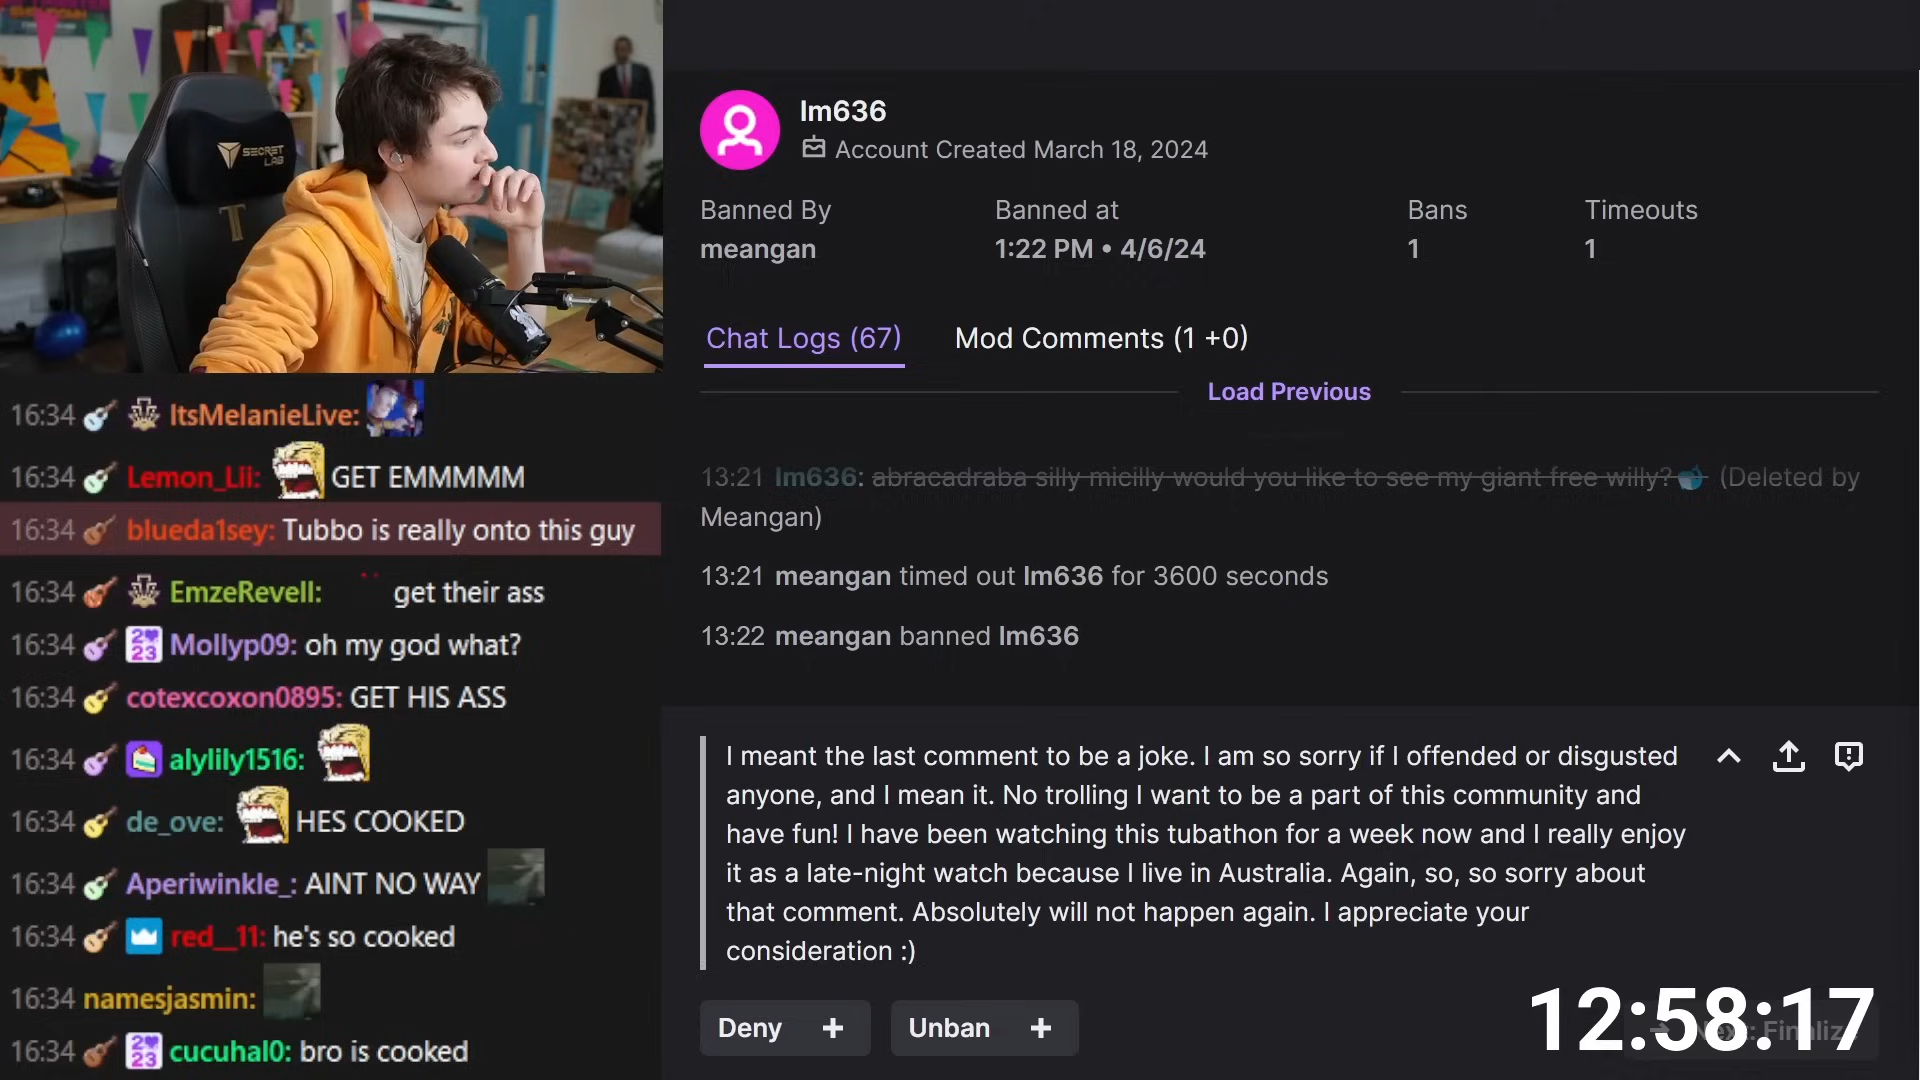 SECRET
LAB
lm636
Account Created March 18, 2024
Banned By
meangan
Banned at
1:22 PM • 4/6/24
Bans
1
Timeouts
1
Chat Logs (67)
Mod Comments (1 +0)
Load Previous
13:21 lm636: abracadraba silly micilly would you like to see my giant free willy? (Deleted by
Meangan)
13:21 meangan timed out lm636 for 3600 seconds
13:22 meangan banned lm636
I meant the last comment to be a joke. I am so sorry if I offended or disgusted
anyone, and I mean it. No trolling I want to be a part of this community and
have fun! I have been watching this tubathon for a week now and I really enjoy
it as a late-night watch because I live in Australia. Again, so, so sorry about
that comment. Absolutely will not happen again. I appreciate your
consideration :)
Deny +
Unban +
12:58:17
16:34 ItsMelanieLive:
16:34 Lemon_Lii: GET EMMMMM
16:34 blueda1sey: Tubbo is really onto this guy
16:34 EmzeRevell: get their ass
16:34 2023 Mollyp09: oh my god what?
16:34 cotexcoxon0895: GET HIS ASS
16:34 alylily1516:
16:34 de_ove: HES COOKED
16:34 Aperiwinkle_: AINT NO WAY
16:34 red__11: he's so cooked
16:34 namesjasmin:
16:34 2023 cucuhal0: bro is cooked